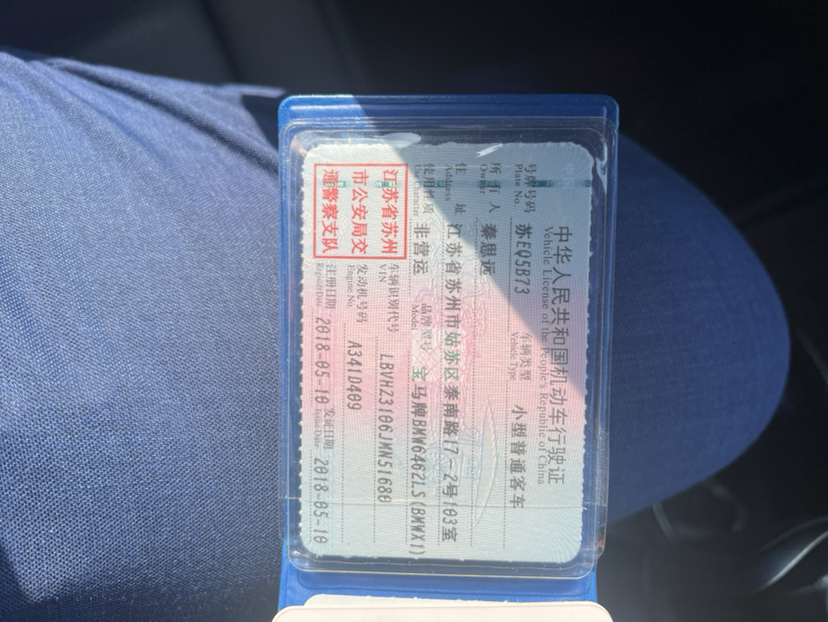 中华人民共和国机动车行驶证
Vehicle License of the People's Republic of China
号牌号码 苏EQ5B73 车辆类型 小型普通客车
Plate No. Vehicle Type
所有人 秦思远
Owner
住址 江苏省苏州市姑苏区泰南路17-2号103室
Address
使用性质 非营运 品牌型号 宝马牌BMW6462LS(BMWX1)
Use Character Model
江苏省苏州
市公安局交
通警察支队
车辆识别代号 LBVHZ3106JMN51680
VIN
发动机号码 A341D409
Engine No.
注册日期 2018-05-10 发证日期 2018-05-10
Register Date Issue Date